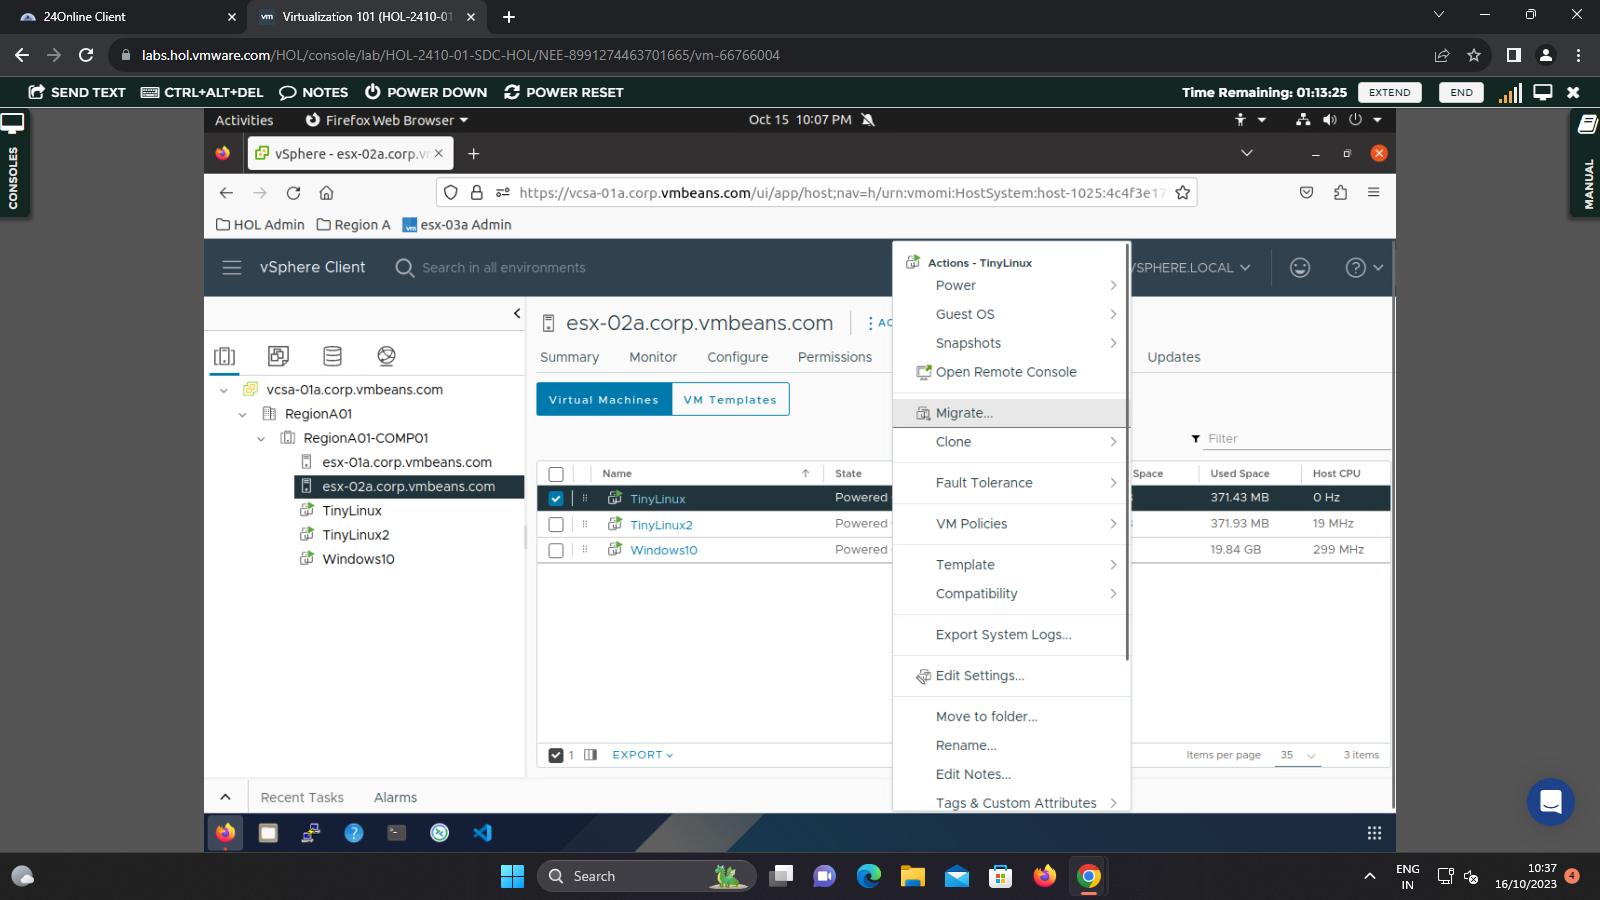 24Online Client
Virtualization 101 (HOL-2410-01
labs.hol.vmware.com/HOL/console/lab/HOL-2410-01-SDC-HOL/NEE-8991274463701665/vm-66766004
SEND TEXT CTRL+ALT+DEL NOTES POWER DOWN POWER RESET Time Remaining: 01:13:25 EXTEND END
CONSOLES
MANUAL
Activities Firefox Web Browser Oct 15 10:07 PM
vSphere - esx-02a.corp.v
https://vcsa-01a.corp.vmbeans.com/ui/app/host;nav=h/urn:vmomi:HostSystem:host-1025:4c4f3e17
HOL Admin Region A vm esx-03a Admin
vSphere Client Search in all environments VSPHERE.LOCAL
esx-02a.corp.vmbeans.com AC
Summary Monitor Configure Permissions Updates
Virtual Machines VM Templates
Filter
vcsa-01a.corp.vmbeans.com
RegionA01
RegionA01-COMP01
esx-01a.corp.vmbeans.com
esx-02a.corp.vmbeans.com
TinyLinux
TinyLinux2
Windows10
Name State Space Used Space Host CPU
TinyLinux Powered 371.43 MB 0 Hz
TinyLinux2 Powered 371.93 MB 19 MHz
Windows10 Powered 19.84 GB 299 MHz
Actions - TinyLinux
Power
Guest OS
Snapshots
Open Remote Console
Migrate...
Clone
Fault Tolerance
VM Policies
Template
Compatibility
Export System Logs...
Edit Settings...
Move to folder...
Rename...
Edit Notes...
Tags & Custom Attributes
1 EXPORT Items per page 35 3 items
Recent Tasks Alarms
Search
ENG
IN
10:37
16/10/2023
4